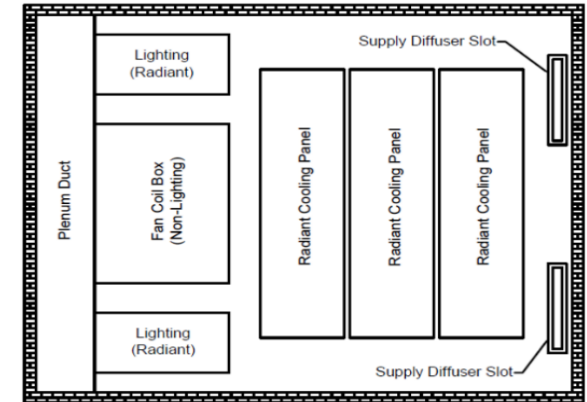 Supply Diffuser Slot
Lighting
(Radiant)
Plenum Duct
Fan Coil Box
(Non-Lighting)
Radiant Cooling Panel
Radiant Cooling Panel
Radiant Cooling Panel
Lighting
(Radiant)
Supply Diffuser Slot